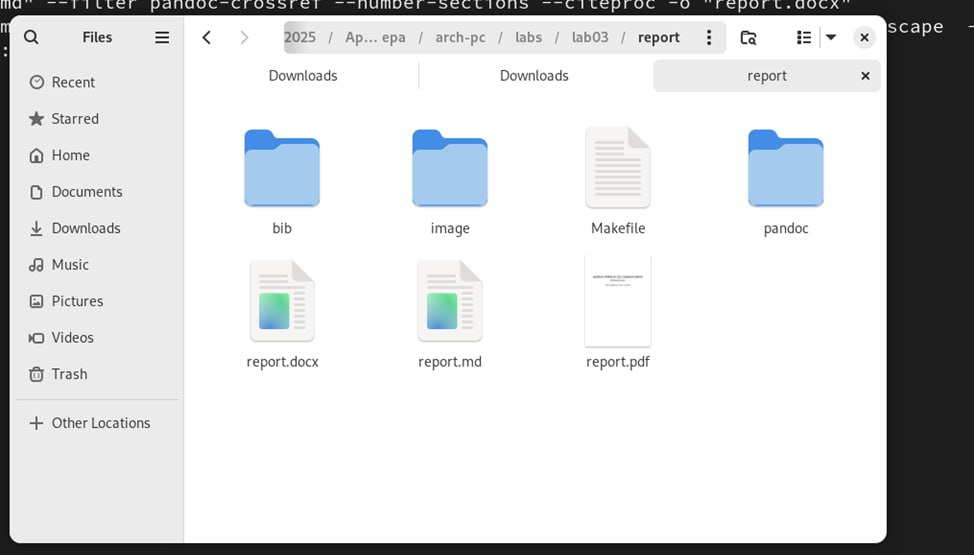 md" --filter pandoc-crossref --number-sections --citeproc -o "report.docx"
scape -
Files
2025 / Ap... ера / arch-pc / labs / lab03 / report
Downloads
Downloads
report
Recent
Starred
Home
Documents
Downloads
Music
Pictures
Videos
Trash
Other Locations
bib
image
Makefile
pandoc
report.docx
report.md
report.pdf